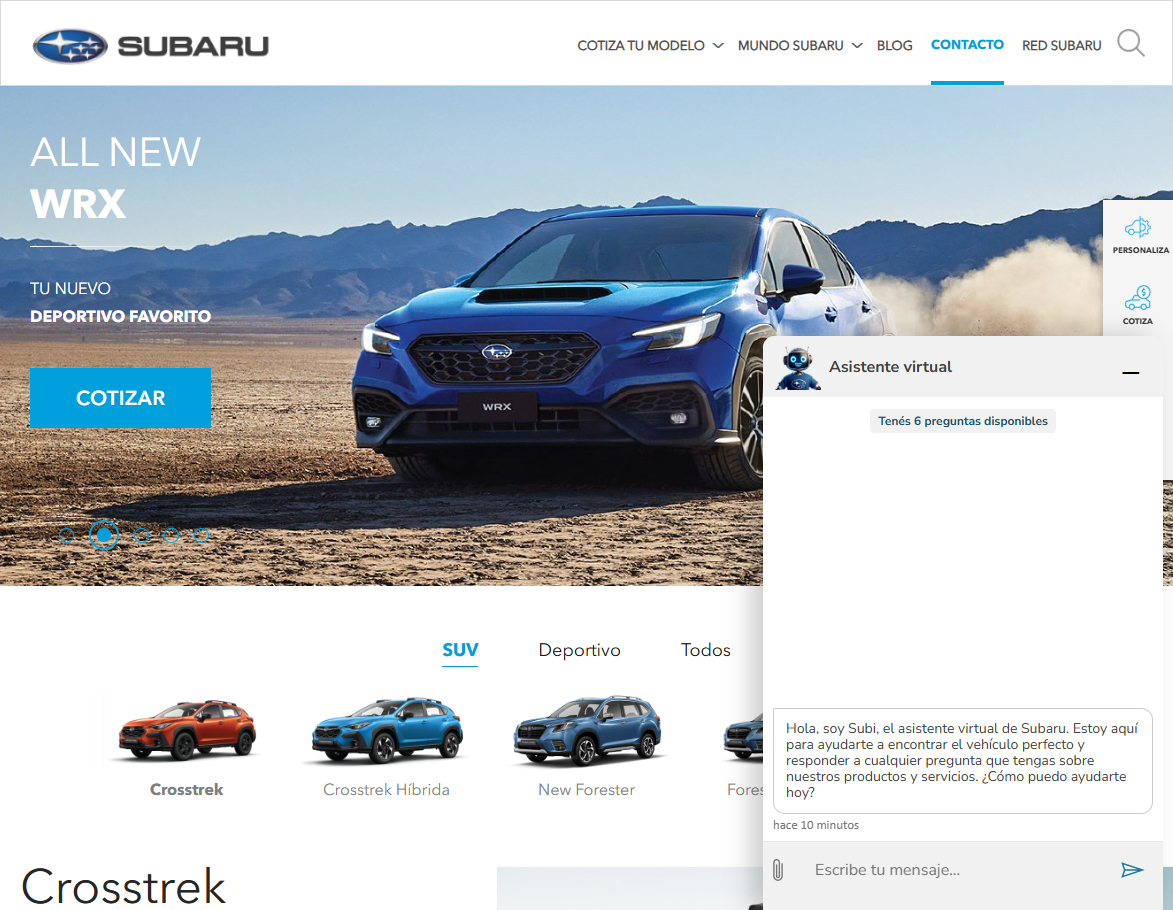 SUBARU
COTIZA TU MODELO
MUNDO SUBARU
BLOG
CONTACTO
RED SUBARU
ALL NEW
WRX
TU NUEVO
DEPORTIVO FAVORITO
COTIZAR
WRX
PERSONALIZA
COTIZA
Asistente virtual
Tenés 6 preguntas disponibles
Hola, soy Subi, el asistente virtual de Subaru. Estoy aquí
para ayudarte a encontrar el vehículo perfecto y
responder a cualquier pregunta que tengas sobre
nuestros productos y servicios. ¿Cómo puedo ayudarte
hoy?
hace 10 minutos
Escribe tu mensaje...
SUV
Deportivo
Todos
Crosstrek
Crosstrek Híbrida
New Forester
Fores
Crosstrek